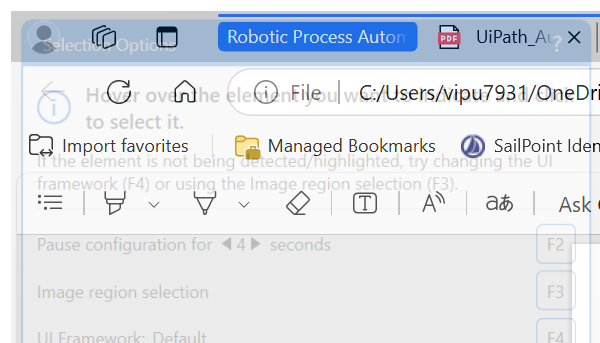 Robotic Process Autom
UiPath_Au
Selection Options
?
File
C:/Users/vipu7931/OneDri
Hover over the element you want to indicate and click
to select it.
Import favorites
Managed Bookmarks
SailPoint Iden
If the element is not being detected/highlighted, try changing the UI
framework (F4) or using the Image region selection (F3).
T
A
aあ
Ask C
Pause configuration for 4 seconds
F2
Image region selection
F3
UI Framework: Default
F4